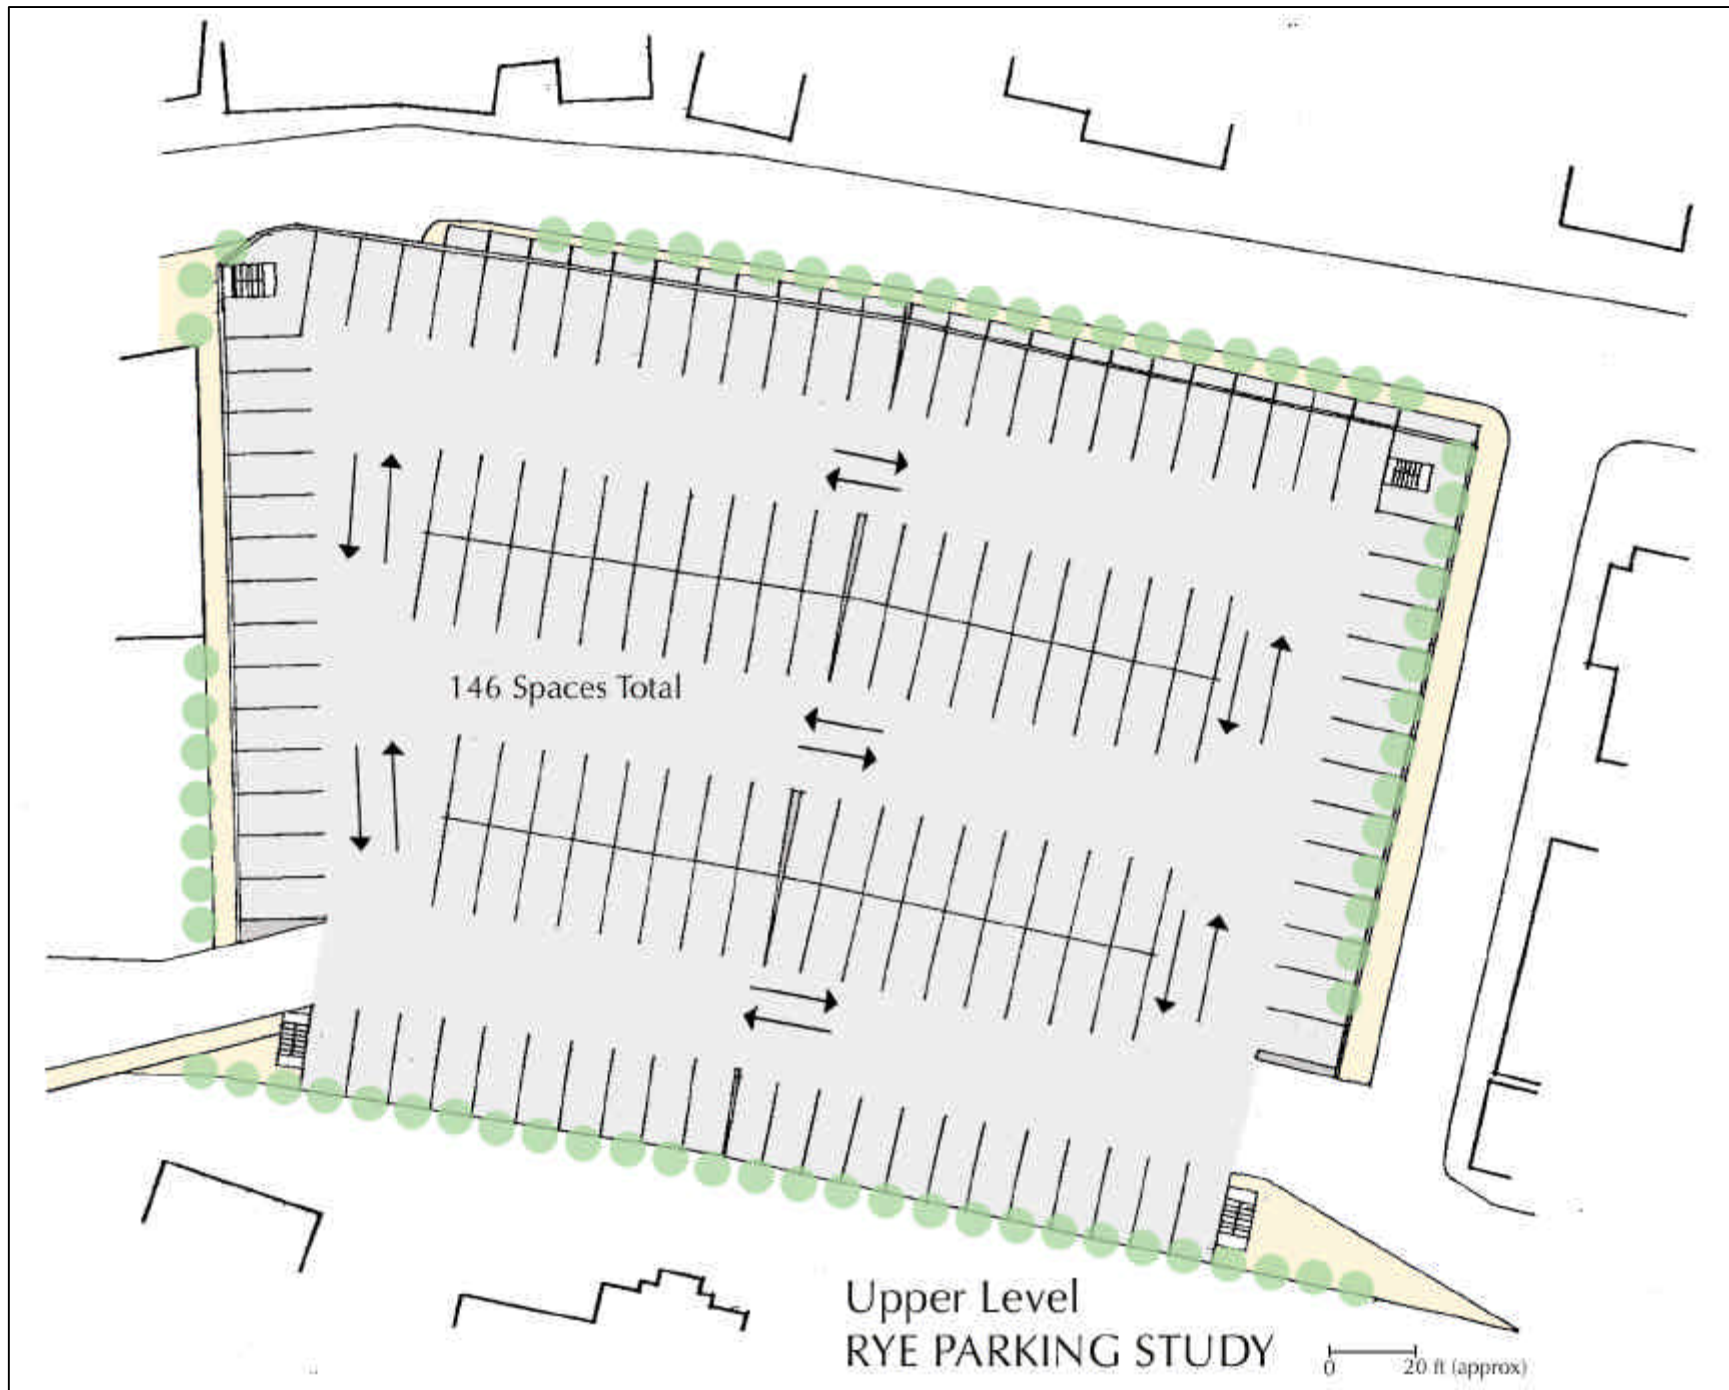 146 Spaces Total
Upper Level
RYE PARKING STUDY
0 20 ft (approx)